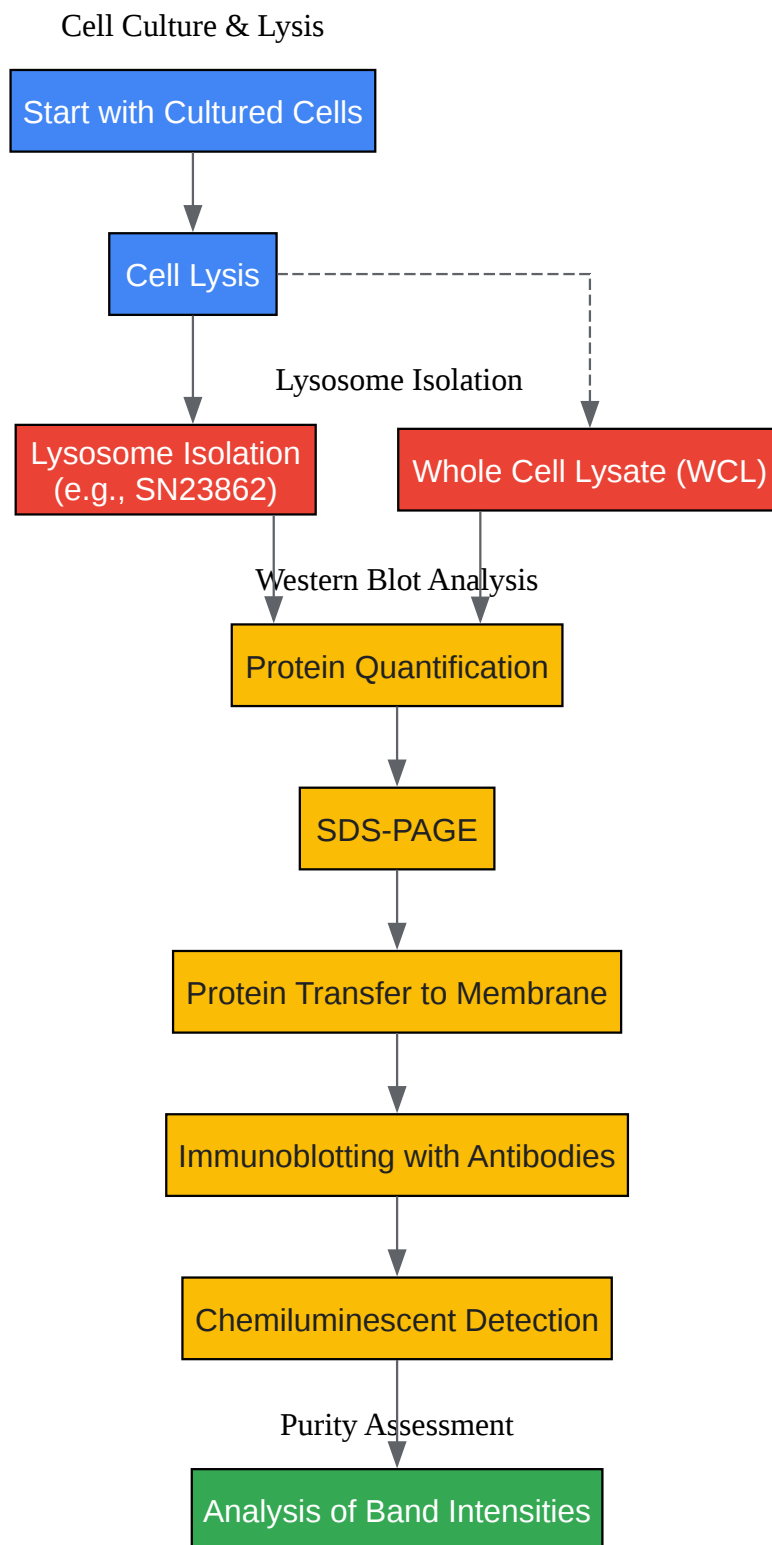 Cell Culture & Lysis
Start with Cultured Cells
Cell Lysis
Lysosome Isolation
Lysosome Isolation
(e.g., SN23862)
Whole Cell Lysate (WCL)
Western Blot Analysis
Protein Quantification
SDS-PAGE
Protein Transfer to Membrane
Immunoblotting with Antibodies
Chemiluminescent Detection
Purity Assessment
Analysis of Band Intensities